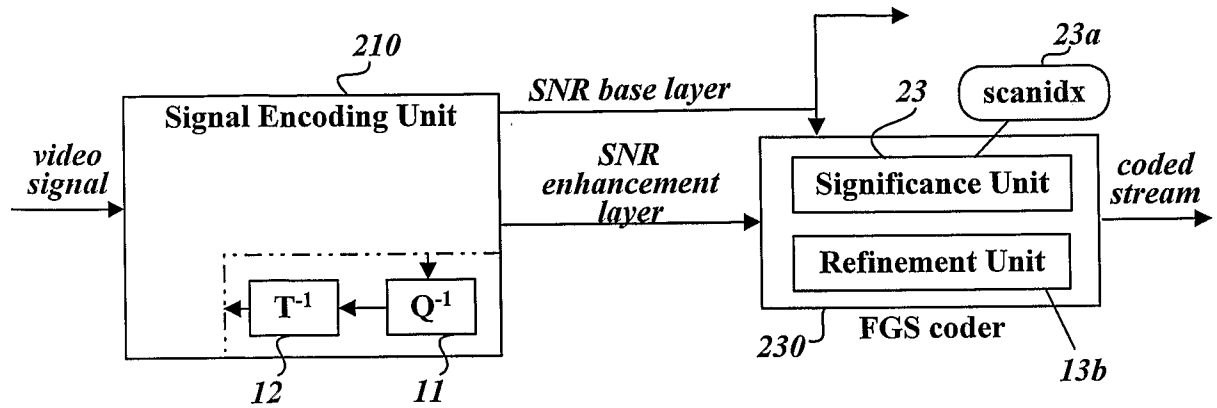 210
Signal Encoding Unit
video
signal
T⁻¹
Q⁻¹
12
11
SNR base layer
SNR
enhancement
layer
23a
scanidx
23
Significance Unit
Refinement Unit
230
FGS coder
13b
coded
stream